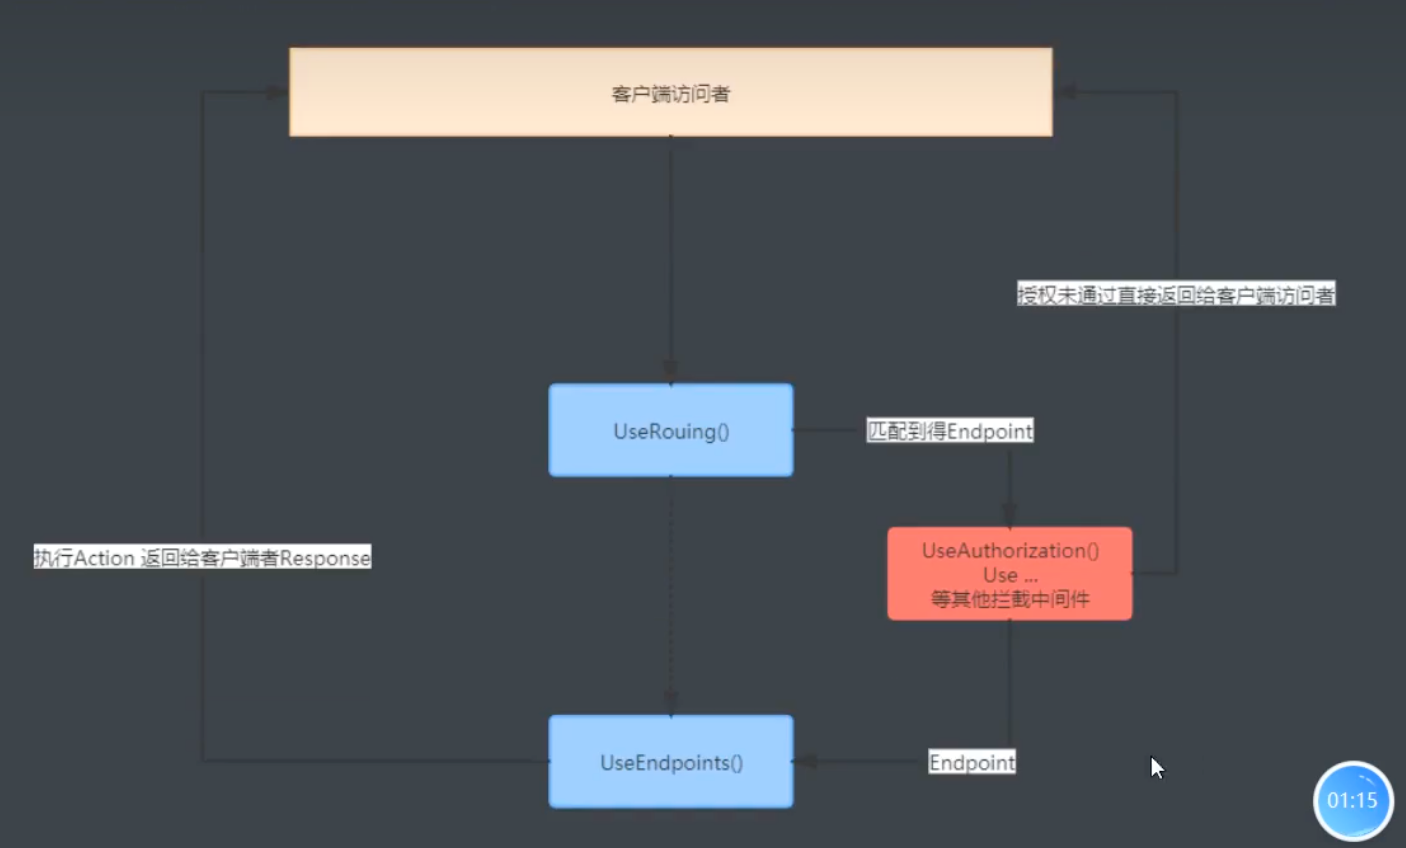 客户端访问者
授权未通过直接返回给客户端访问者
UseRouing()
匹配到得Endpoint
执行Action 返回给客户端者Response
UseAuthorization()
Use ...
等其他拦截中间件
UseEndpoints()
Endpoint
01:15